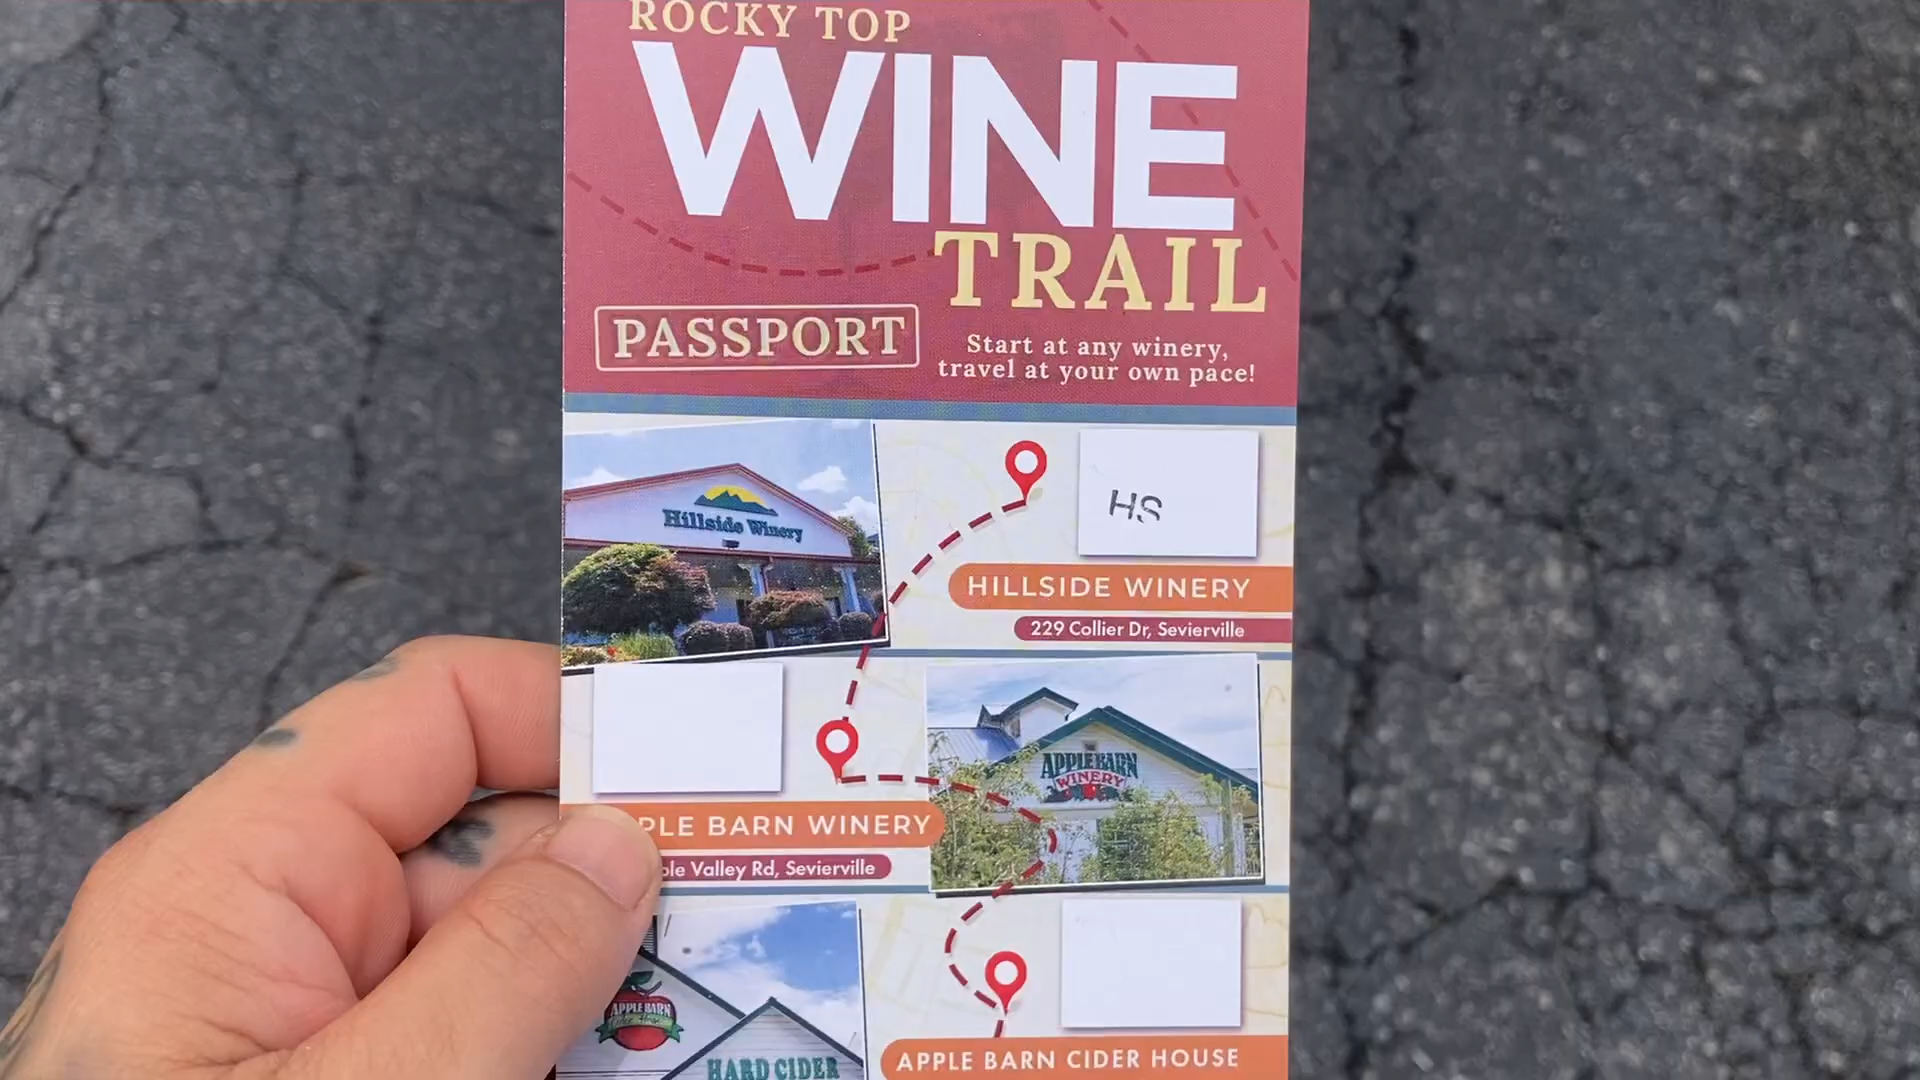 ROCKY TOP
WINE
TRAIL
PASSPORT
Start at any winery,
travel at your own pace!
Hillside Winery
HS
HILLSIDE WINERY
229 Collier Dr, Sevierville
APPLE BARN
WINERY
BARN WINERY
Valley Rd, Sevierville
APPLE BARN
Cider House
HARD CIDER
APPLE BARN CIDER HOUSE